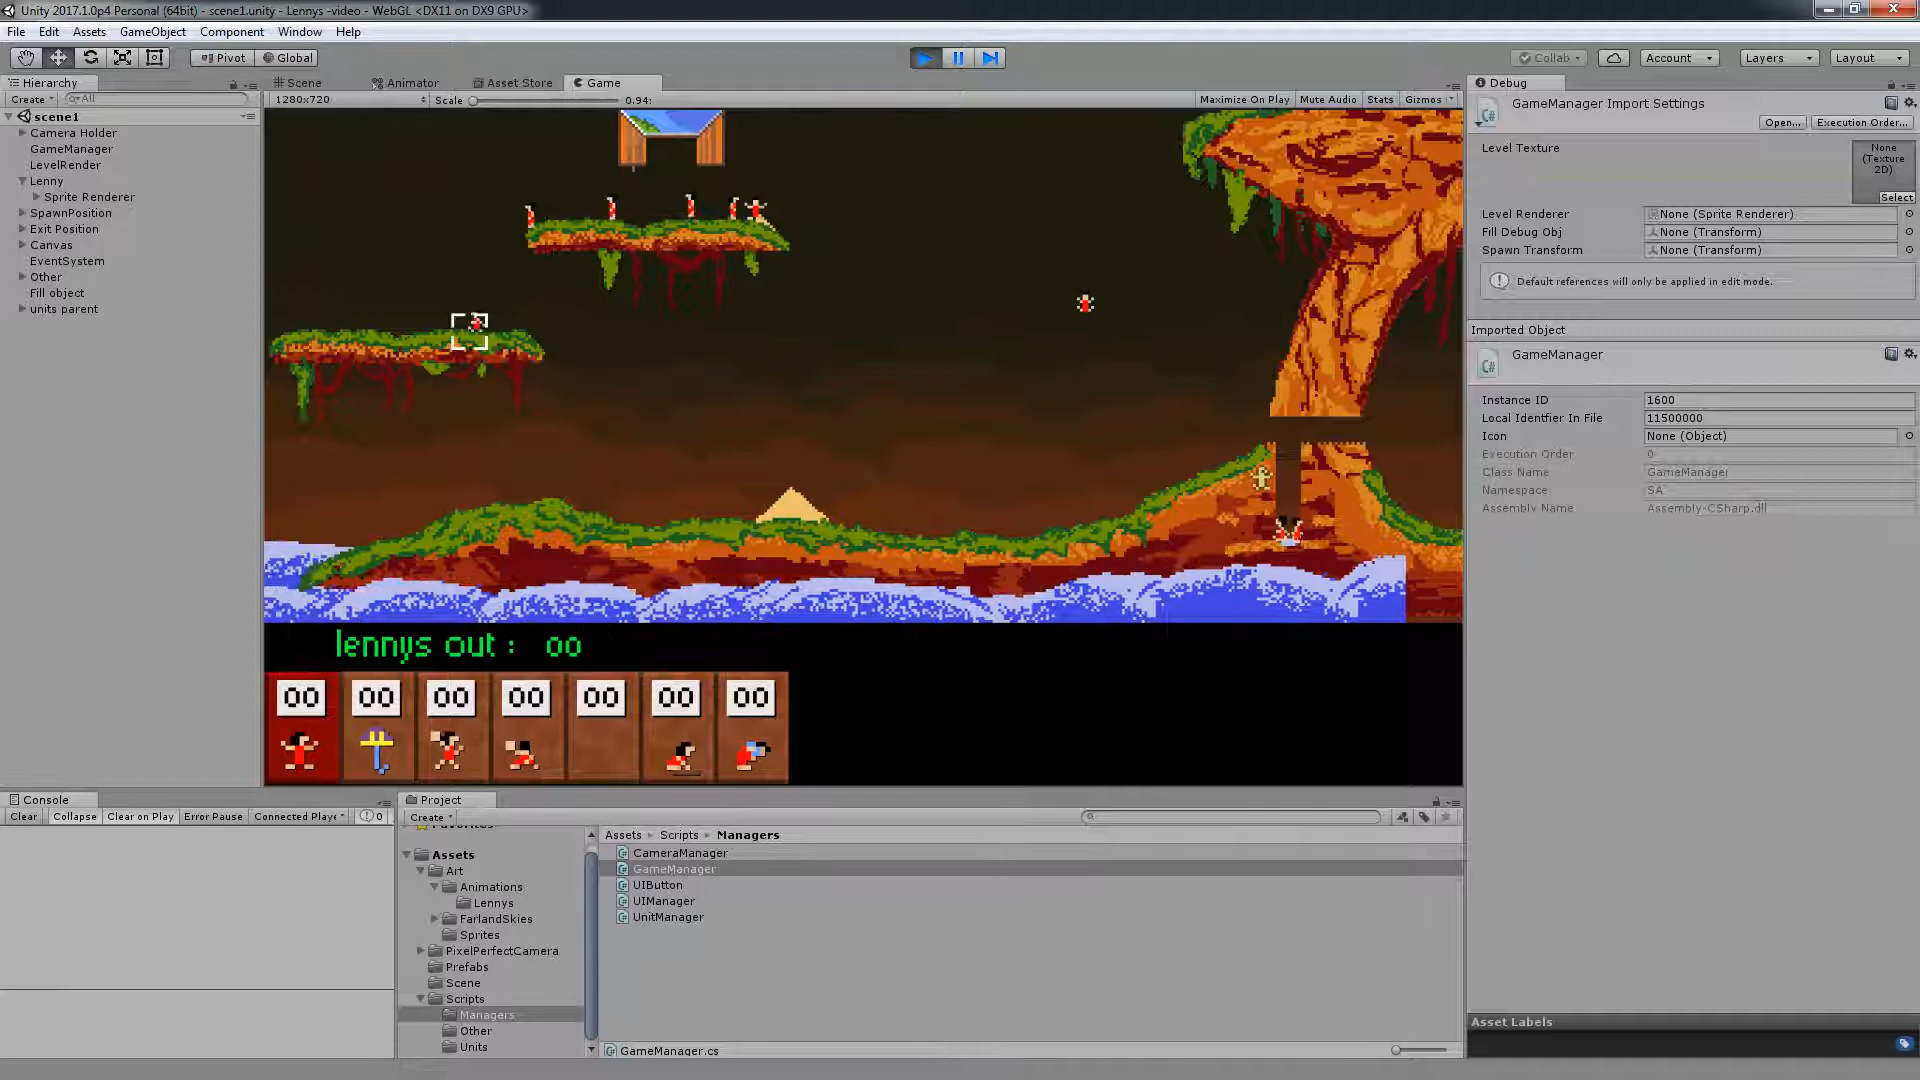 Unity 2017.1.0p4 Personal (64bit) - scene1.unity - Lennys -video - WebGL <DX11 on DX9 GPU>
File Edit Assets GameObject Component Window Help
Pivot Global Collab Account Layers Layout
Hierarchy Scene Animator Asset Store Game Debug
Create All 1280x720 Scale 0.94: Maximize On Play Mute Audio Stats Gizmos
scene1
Camera Holder
GameManager
LevelRender
Lenny
Sprite Renderer
SpawnPosition
Exit Position
Canvas
EventSystem
Other
Fill object
units parent
lennys out : 00
00 00 00 00 00 00 00
GameManager Import Settings
Open... Execution Order...
Level Texture
None
(Texture
2D)
Select
Level Renderer None (Sprite Renderer)
Fill Debug Obj None (Transform)
Spawn Transform None (Transform)
Default references will only be applied in edit mode.
Imported Object
GameManager
Instance ID 1600
Local Identfier In File 11500000
Icon None (Object)
Execution Order 0
Class Name GameManager
Namespace SA
Assembly Name Assembly-CSharp.dll
Console
Clear Collapse Clear on Play Error Pause Connected Playe 0
Project
Create
Favorites
Assets
Art
Animations
Lennys
FarlandSkies
Sprites
PixelPerfectCamera
Prefabs
Scene
Scripts
Managers
Other
Units
Assets Scripts Managers
CameraManager
GameManager
UIButton
UIManager
UnitManager
GameManager.cs
Asset Labels